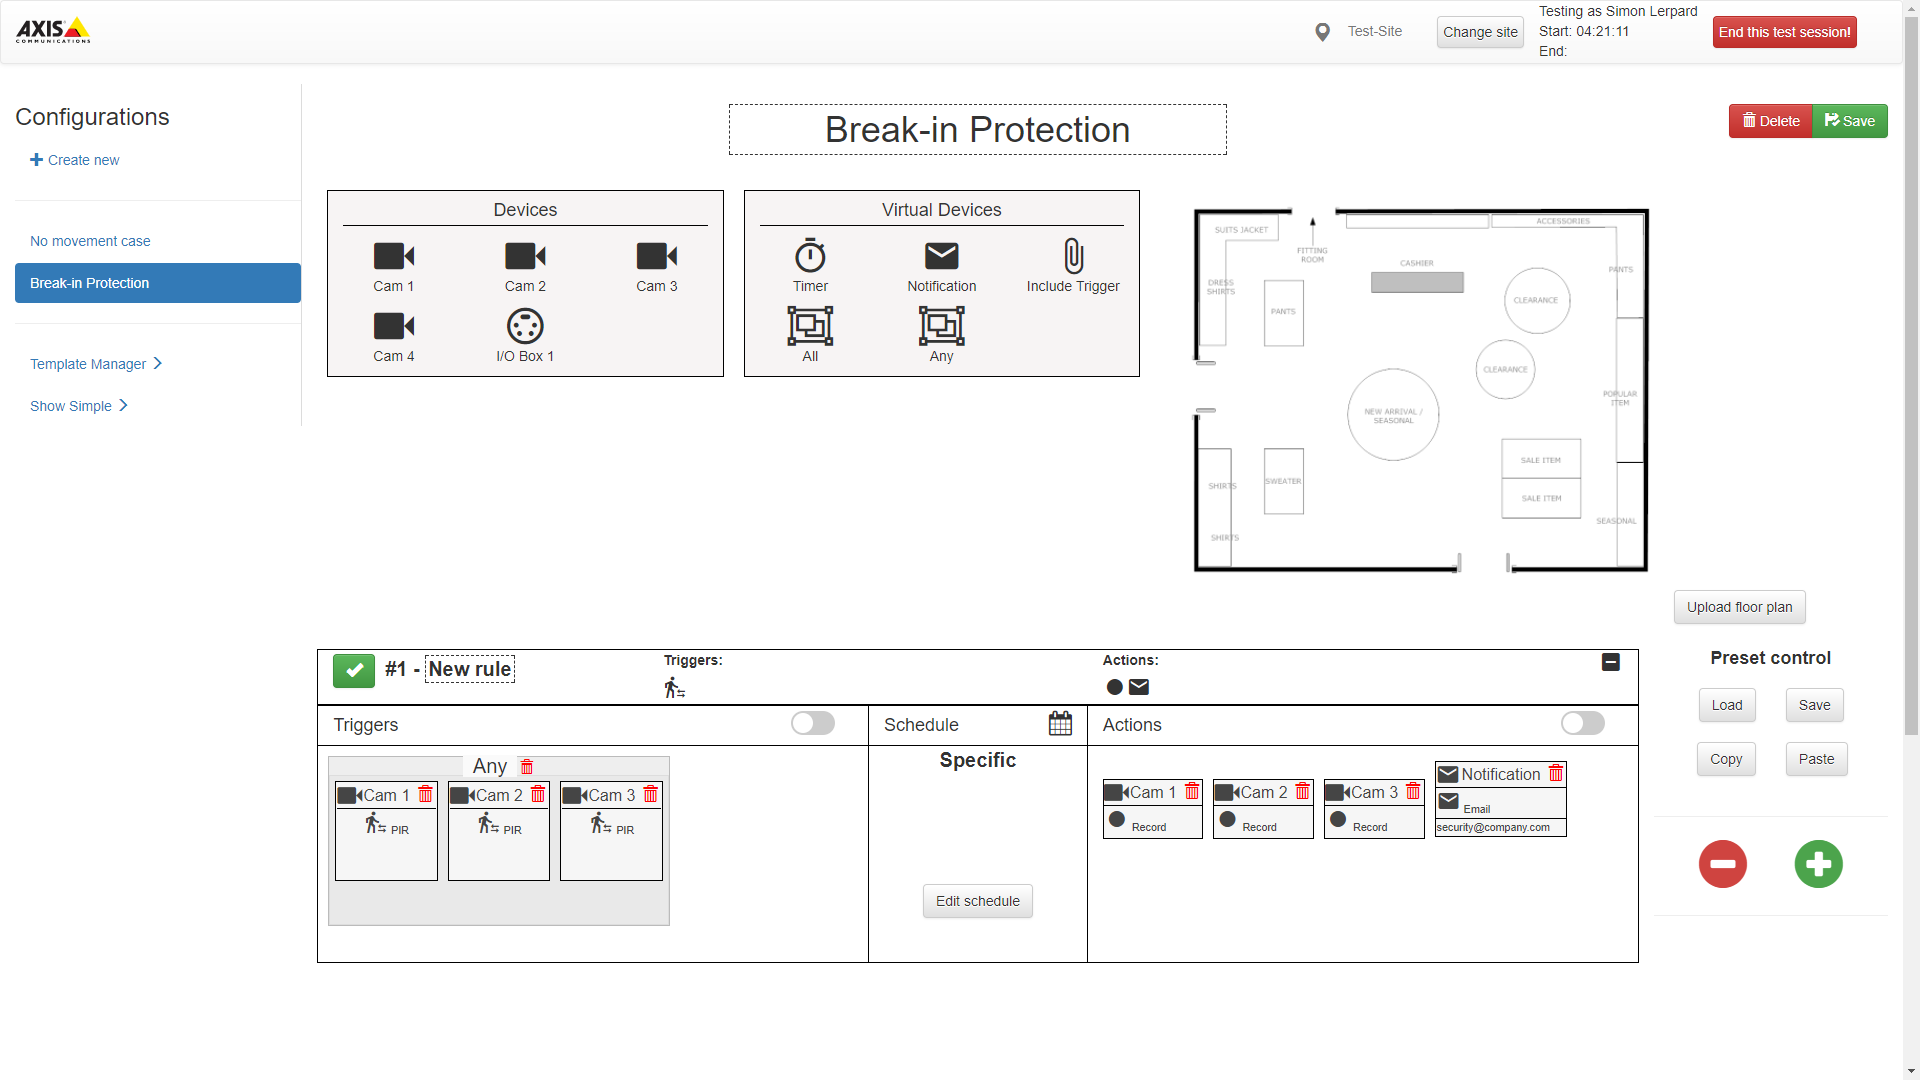 AXIS
COMMUNICATIONS
Test-Site
Change site
Testing as Simon Lerpard
Start: 04:21:11
End:
End this test session!
Configurations
Create new
No movement case
Break-in Protection
Template Manager
Show Simple
Break-in Protection
Delete
Save
Devices
Cam 1
Cam 2
Cam 3
Cam 4
I/O Box 1
Virtual Devices
Timer
Notification
Include Trigger
All
Any
SUITS JACKET
FITTING
ROOM
ACCESSORIES
CASHIER
PANTS
DRESS
SHIRTS
PANTS
CLEARANCE
CLEARANCE
NEW ARRIVAL /
SEASONAL
POPULAR
ITEM
SALE ITEM
SALE ITEM
SHIRTS
SWEATER
SEASONAL
SHIRTS
Upload floor plan
#1 - New rule
Triggers:
Actions:
Triggers
Schedule
Actions
Any
Cam 1
PIR
Cam 2
PIR
Cam 3
PIR
Specific
Edit schedule
Cam 1
Record
Cam 2
Record
Cam 3
Record
Notification
Email
security@company.com
Preset control
Load
Save
Copy
Paste